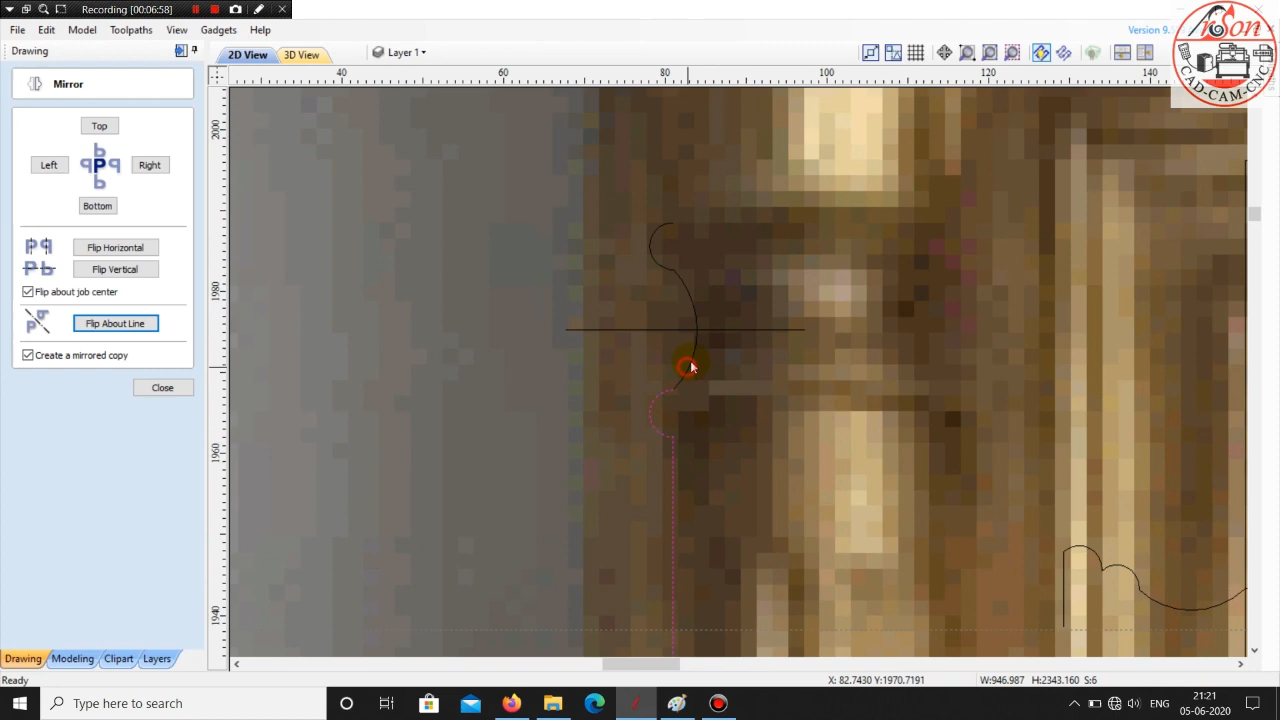 Recording [00:06:58]
File Edit Model Toolpaths View Gadgets Help
Version 9.
ArSon
CAD-CAM-CNC
Drawing
2D View 3D View Layer 1
Mirror
40 60 80 100 120 140
Top
Left P Right
Bottom
Flip Horizontal
Flip Vertical
Flip about job center
Flip About Line
Create a mirrored copy
Close
2000
1980
1960
1940
Drawing Modeling Clipart Layers
Ready X: 82.7430 Y:1970.7191 W:946.987 H:2343.160 S:6
Type here to search
ENG
21:21
05-06-2020